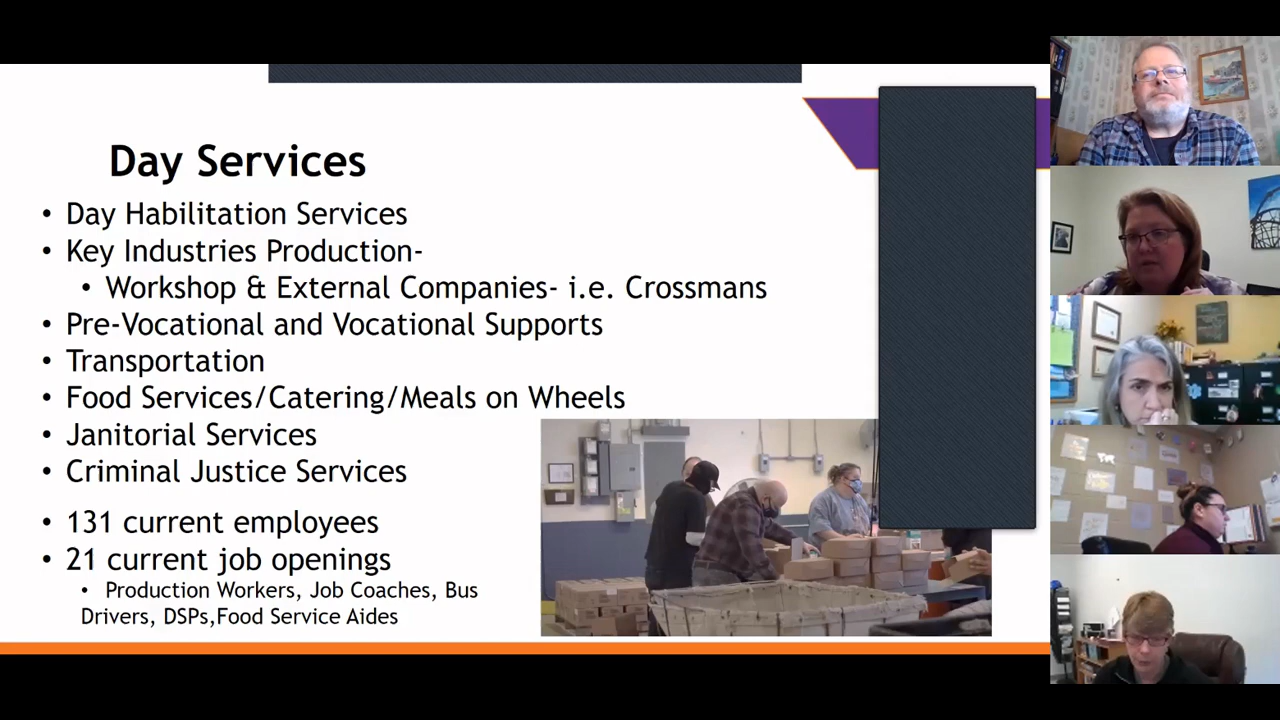 Day Services
• Day Habilitation Services
• Key Industries Production-
• Workshop & External Companies- i.e. Crossmans
• Pre-Vocational and Vocational Supports
• Transportation
• Food Services/Catering/Meals on Wheels
• Janitorial Services
• Criminal Justice Services
• 131 current employees
• 21 current job openings
• Production Workers, Job Coaches, Bus
Drivers, DSPs,Food Service Aides